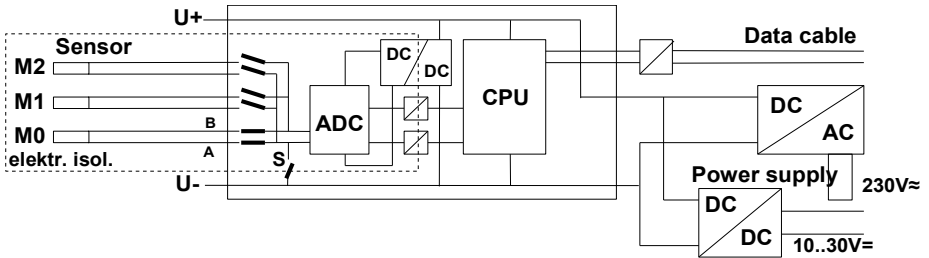 U+
Sensor
M2
M1
M0
B
A
elektr. isol.
S
U-
ADC
DC
DC
CPU
Data cable
DC
AC
Power supply
230V≈
DC
DC
10..30V=